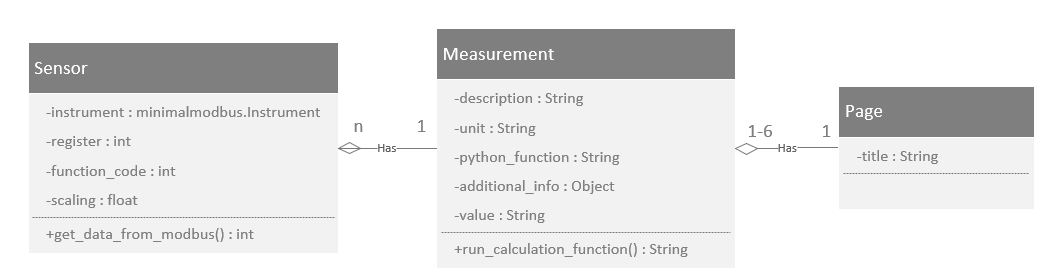 Sensor
-instrument : minimalmodbus.Instrument
-register : int
-function_code : int
-scaling : float
+get_data_from_modbus() : int
n
Has
1
Measurement
-description : String
-unit : String
-python_function : String
-additional_info : Object
-value : String
+run_calculation_function() : String
1-6
Has
1
Page
-title : String